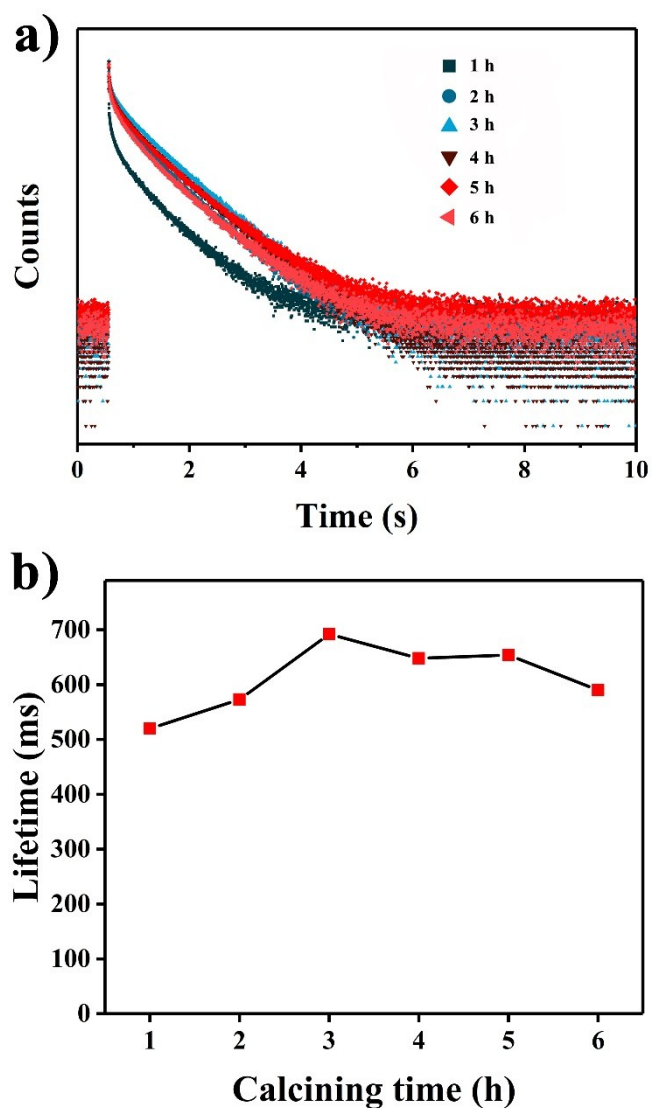 a)
1 h
2 h
3 h
4 h
5 h
6 h
Counts
0 2 4 6 8 10
Time (s)
b)
700
600
500
400
300
200
100
0
Lifetime (ms)
1 2 3 4 5 6
Calcining time (h)